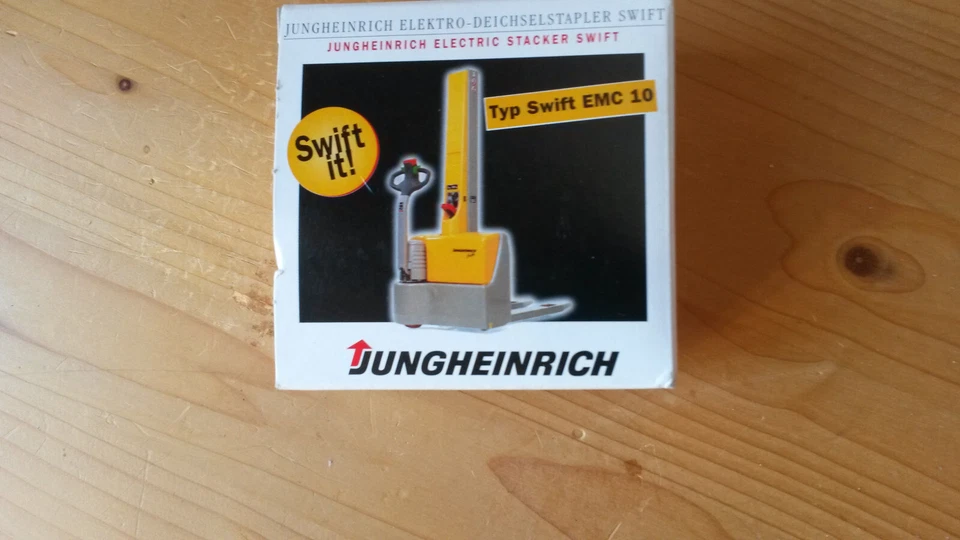 JUNGHEINRICH ELEKTRO-DEICHSELSTAPLER SWIFT
JUNGHEINRICH ELECTRIC STACKER SWIFT
Typ Swift EMC 10
Swift
it!
JUNGHEINRICH